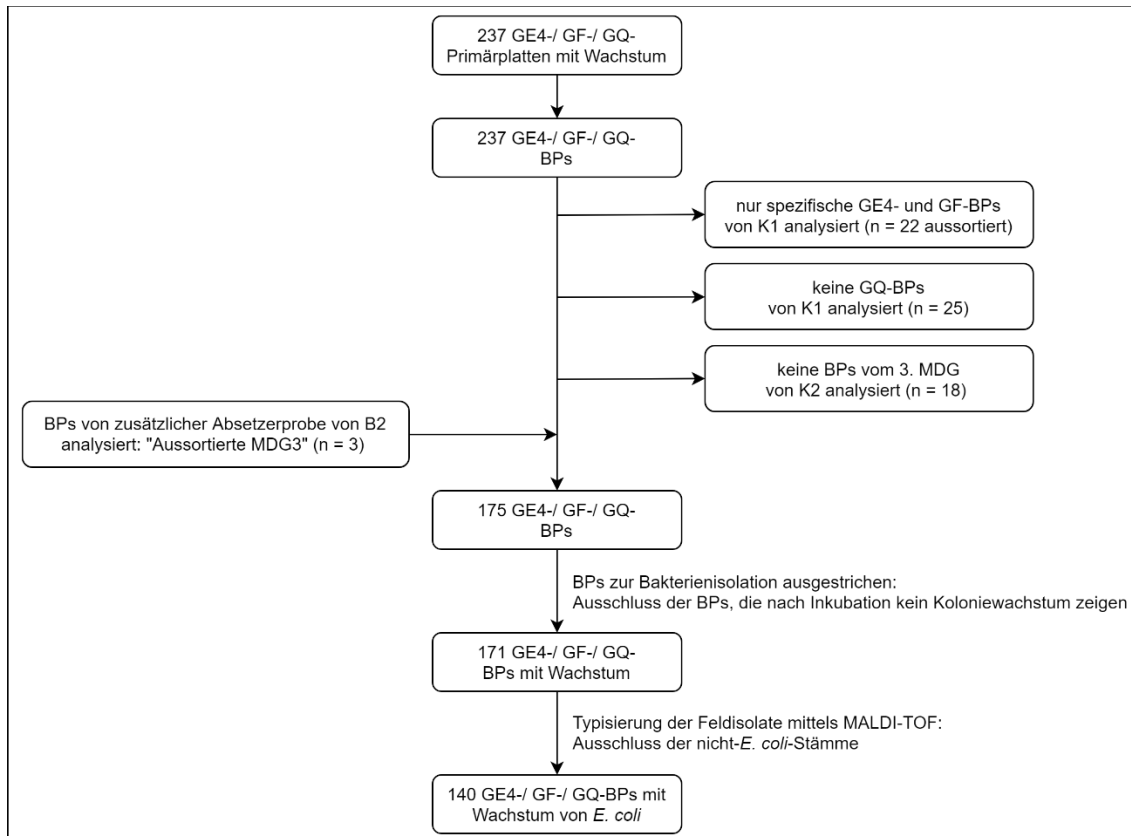 237 GE4-/ GF-/ GQ-
Primärplatten mit Wachstum
237 GE4-/ GF-/ GQ-
BPs
nur spezifische GE4- und GF-BPs
von K1 analysiert (n = 22 aussortiert)
keine GQ-BPs
von K1 analysiert (n = 25)
keine BPs vom 3. MDG
von K2 analysiert (n = 18)
BPs von zusätzlicher Absetzerprobe von B2
analysiert: "Aussortierte MDG3" (n = 3)
175 GE4-/ GF-/ GQ-
BPs
BPs zur Bakterienisolation ausgestrichen:
Ausschluss der BPs, die nach Inkubation kein Koloniewachstum zeigen
171 GE4-/ GF-/ GQ-
BPs mit Wachstum
Typisierung der Feldisolate mittels MALDI-TOF:
Ausschluss der nicht-E. coli-Stämme
140 GE4-/ GF-/ GQ-BPs mit
Wachstum von E. coli